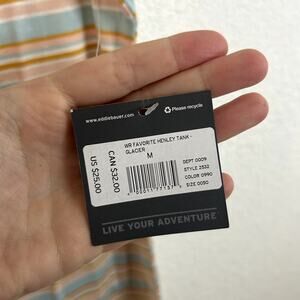 www.eddiebauer.com
Please recycle
WR FAVORITE HENLEY TANK -
GLACIER
M
US $25.00
CAN $32.00
DEPT 0009
STYLE 2532
COLOR 0990
SIZE 0050
LIVE YOUR ADVENTURE